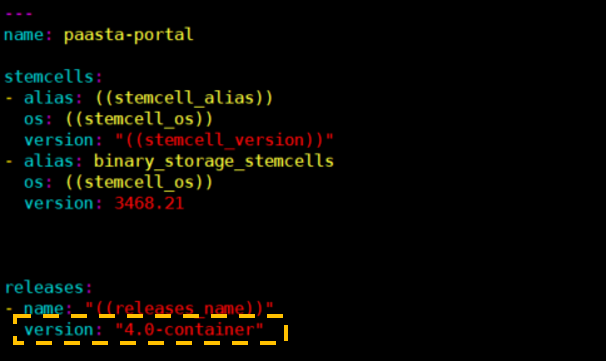 ---
name: paasta-portal
stemcells:
- alias: ((stemcell_alias))
  os: ((stemcell_os))
  version: "((stemcell_version))"
- alias: binary_storage_stemcells
  os: ((stemcell_os))
  version: 3468.21
releases:
- name: "((releases_name))"
  version: "4.0-container"